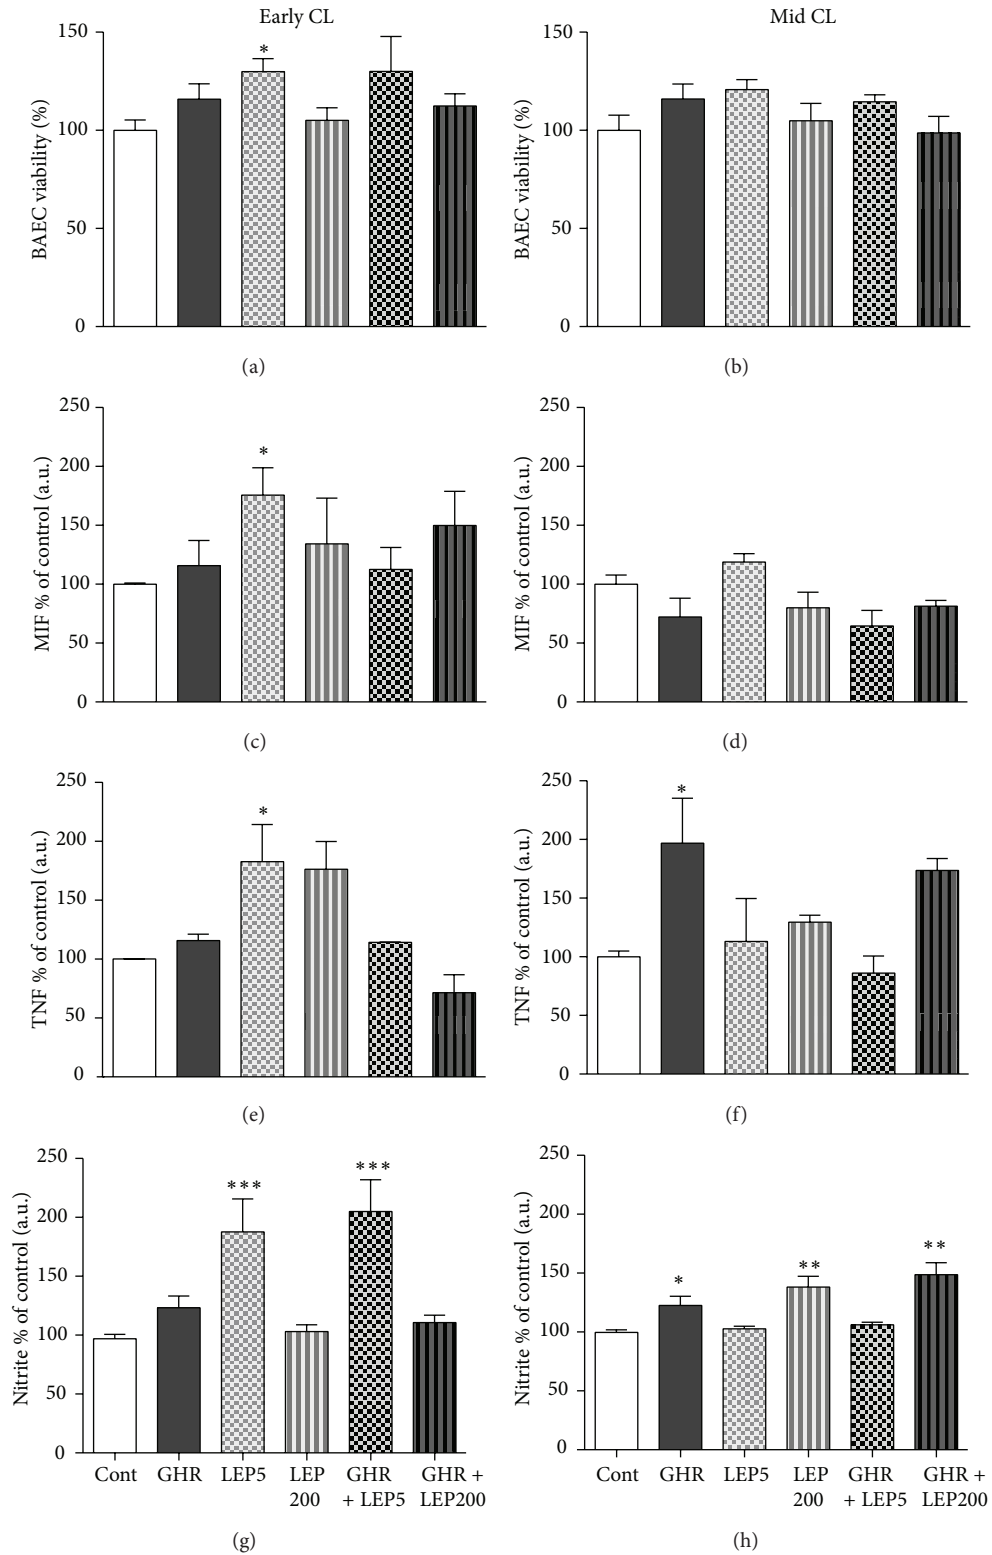 Early CL
Mid CL
150
100
50
0
BAEC viability (%)
*
(a)
150
100
50
0
BAEC viability (%)
(b)
250
200
150
100
50
0
MIF % of control (a.u.)
*
(c)
250
200
150
100
50
0
MIF % of control (a.u.)
(d)
250
200
150
100
50
0
TNF % of control (a.u.)
*
(e)
250
200
150
100
50
0
TNF % of control (a.u.)
*
(f)
250
200
150
100
50
0
Nitrite % of control (a.u.)
***
***
Cont GHR LEP5 LEP GHR GHR +
200 + LEP5 LEP200
(g)
250
200
150
100
50
0
Nitrite % of control (a.u.)
*
**
**
Cont GHR LEP5 LEP GHR GHR +
200 + LEP5 LEP200
(h)